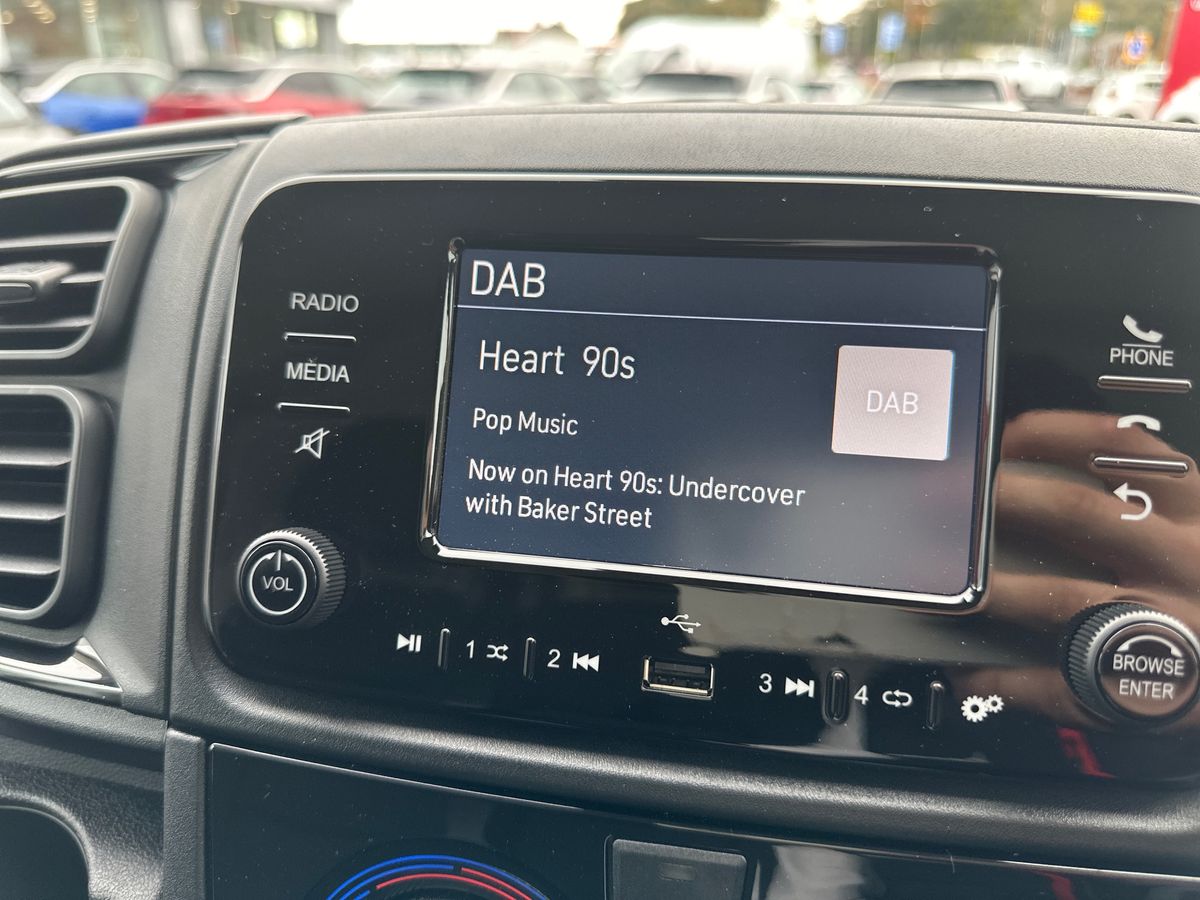 DAB
RADIO
Heart 90s
DAB
PHONE
MEDIA
Pop Music
Now on Heart 90s: Undercover
with Baker Street
VOL
1
2
3
4
BROWSE
ENTER